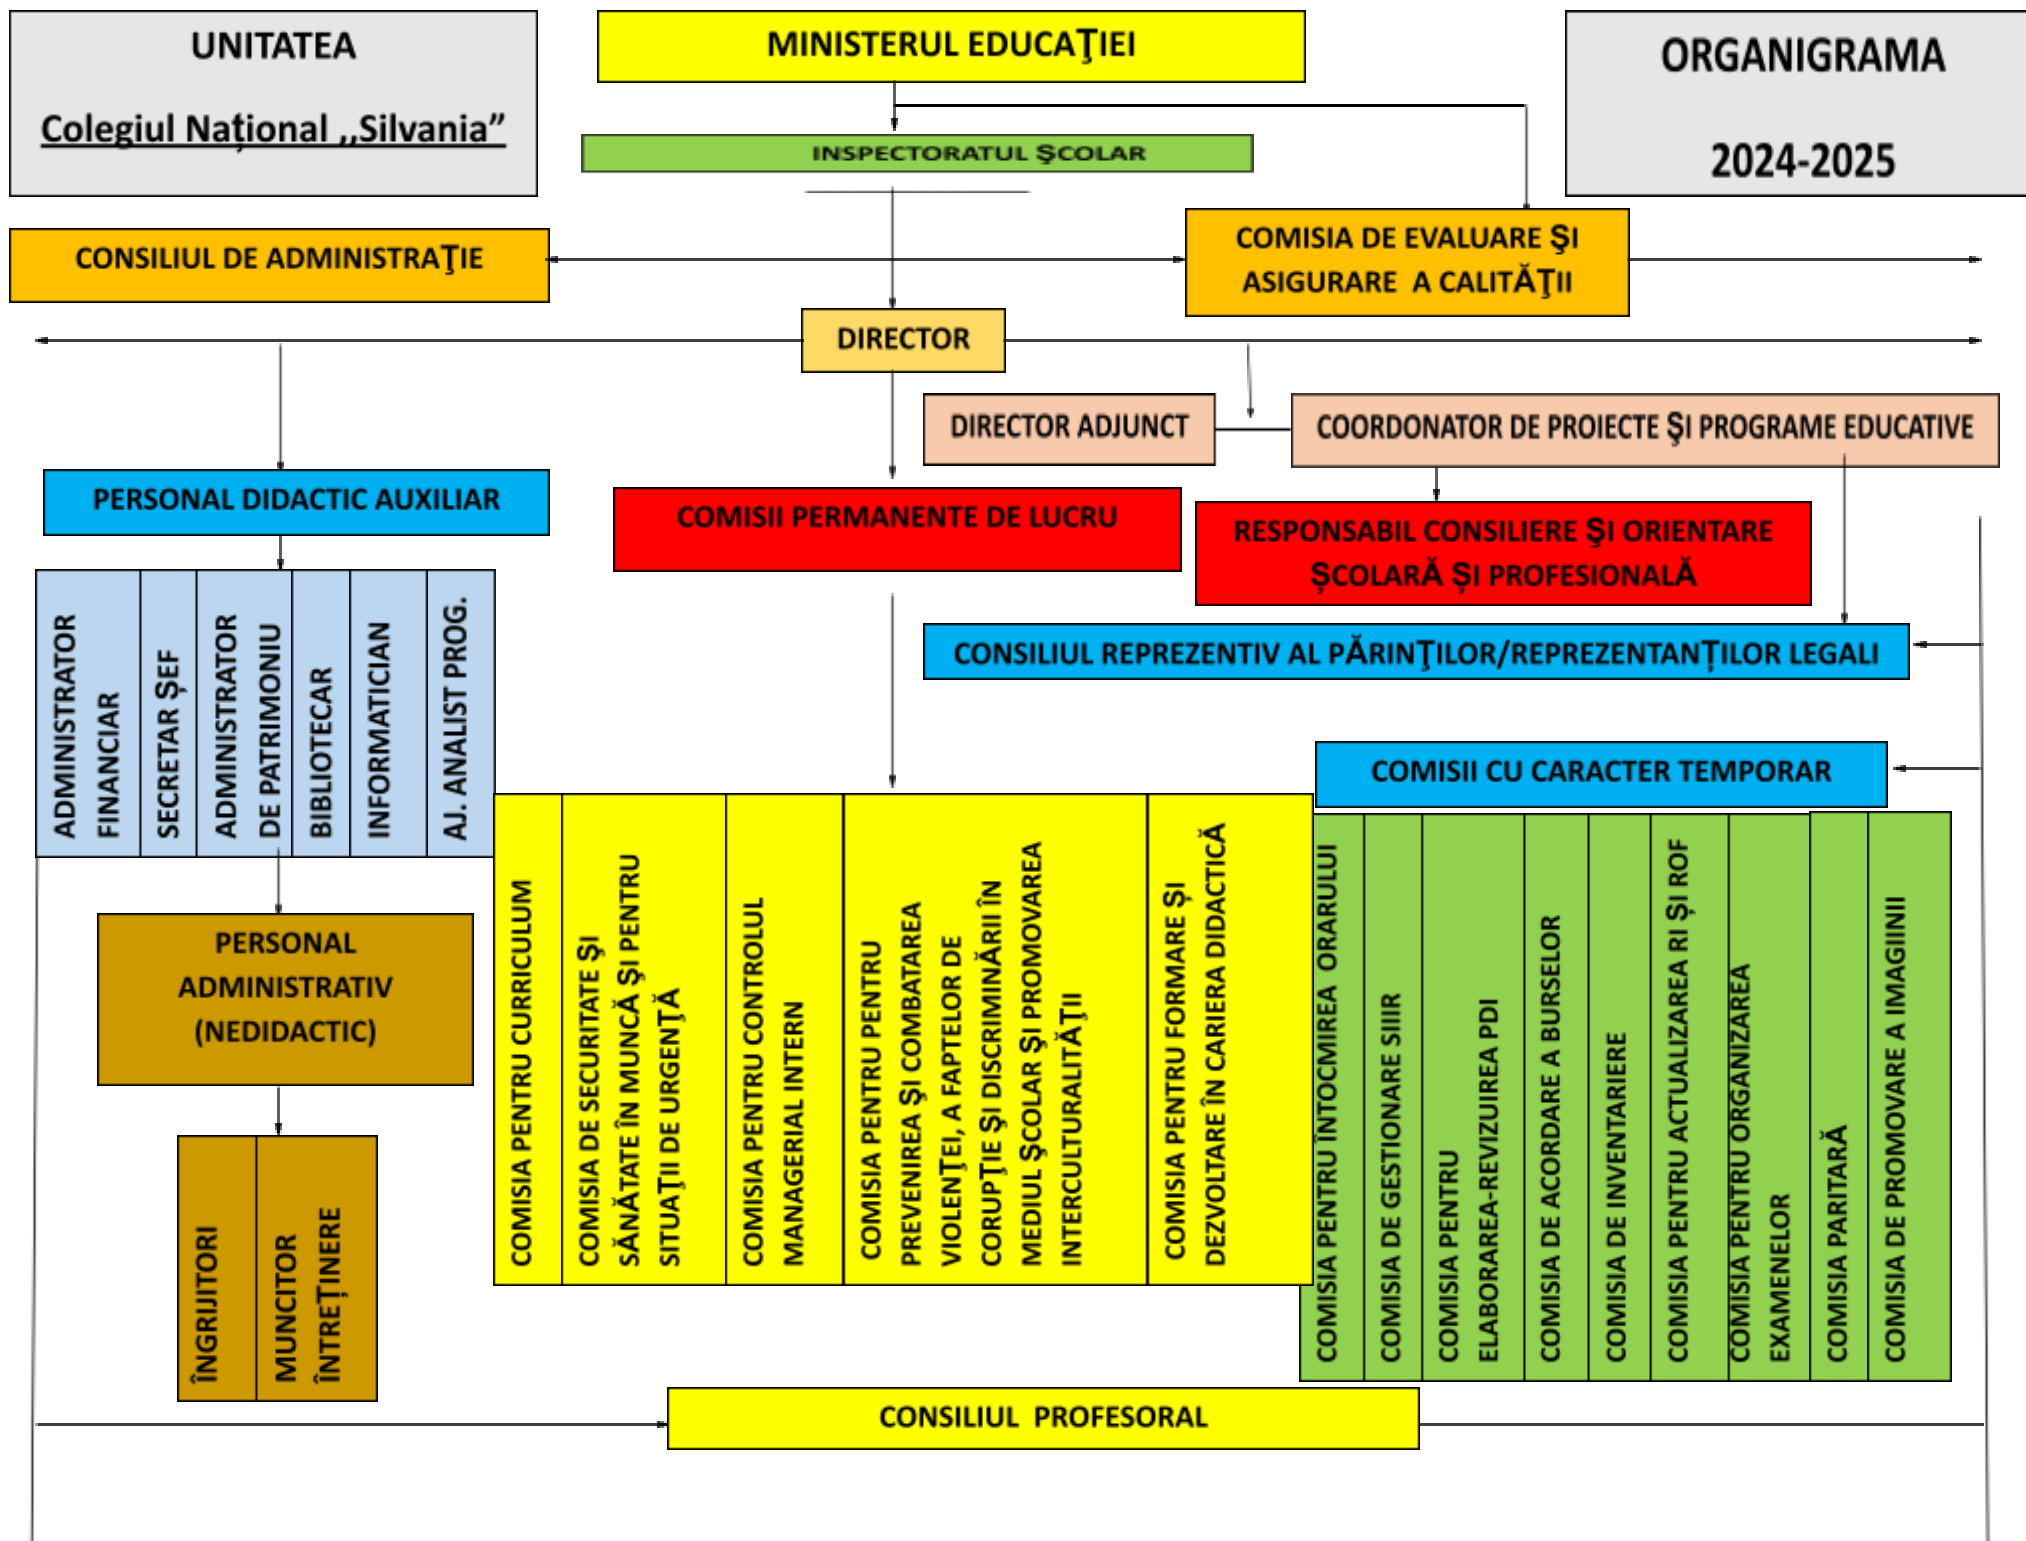 UNITATEA
Colegiul Național ,,Silvania”
MINISTERUL EDUCAŢIEI
ORGANIGRAMA
2024-2025
INSPECTORATUL ŞCOLAR
CONSILIUL DE ADMINISTRAŢIE
COMISIA DE EVALUARE ŞI
ASIGURARE A CALITĂŢII
DIRECTOR
DIRECTOR ADJUNCT
COORDONATOR DE PROIECTE ŞI PROGRAME EDUCATIVE
PERSONAL DIDACTIC AUXILIAR
COMISII PERMANENTE DE LUCRU
RESPONSABIL CONSILIERE ŞI ORIENTARE
ȘCOLARĂ ȘI PROFESIONALĂ
CONSILIUL REPREZENTIV AL PĂRINŢILOR/REPREZENTANȚILOR LEGALI
ADMINISTRATOR
FINANCIAR
SECRETAR ŞEF
ADMINISTRATOR
DE PATRIMONIU
BIBLIOTECAR
INFORMATICIAN
AJ. ANALIST PROG.
COMISII CU CARACTER TEMPORAR
PERSONAL
ADMINISTRATIV
(NEDIDACTIC)
ÎNGRIJITORI
MUNCITOR
ÎNTREȚINERE
COMISIA PENTRU CURRICULUM
COMISIA DE SECURITATE ŞI
SĂNĂTATE ÎN MUNCĂ ŞI PENTRU
SITUAŢII DE URGENŢĂ
COMISIA PENTRU CONTROLUL
MANAGERIAL INTERN
COMISIA PENTRU PENTRU
PREVENIREA ŞI COMBATAREA
VIOLENŢEI, A FAPTELOR DE
CORUPŢIE ŞI DISCRIMINĂRII ÎN
MEDIUL ŞCOLAR ŞI PROMOVAREA
INTERCULTURALITĂŢII
COMISIA PENTRU FORMARE ȘI
DEZVOLTARE ÎN CARIERA DIDACTICĂ
COMISIA PENTRU ÎNTOCMIREA ORARULUI
COMISIA DE GESTIONARE SIIIR
COMISIA PENTRU
ELABORAREA-REVIZUIREA PDI
COMISIA DE ACORDARE A BURSELOR
COMISIA DE INVENTARIERE
COMISIA PENTRU ACTUALIZAREA RI ȘI ROF
COMISIA PENTRU ORGANIZAREA
EXAMENELOR
COMISIA PARITARĂ
COMISIA DE PROMOVARE A IMAGIINII
CONSILIUL PROFESORAL